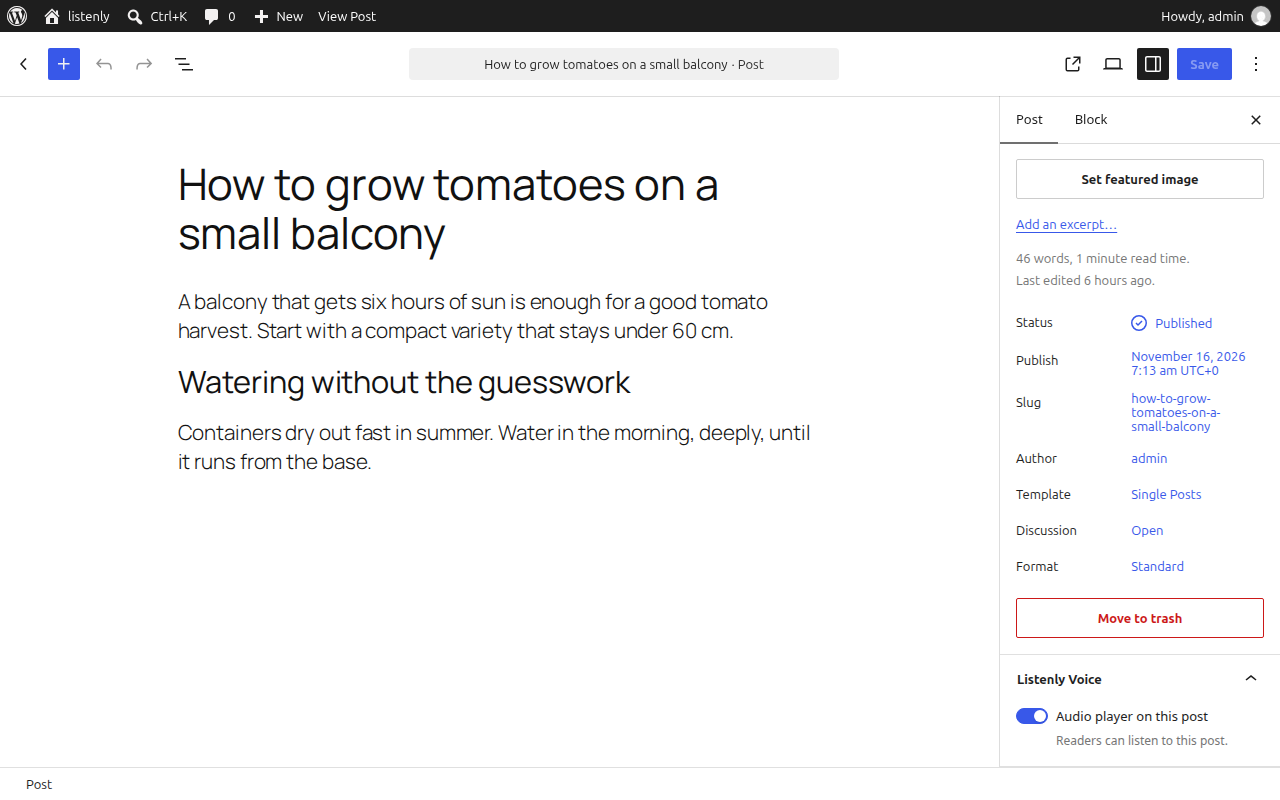 listenly
Ctrl+K
0
New
View Post
Howdy, admin
How to grow tomatoes on a small balcony · Post
Save
Post
Block
How to grow tomatoes on a
small balcony
A balcony that gets six hours of sun is enough for a good tomato
harvest. Start with a compact variety that stays under 60 cm.
Watering without the guesswork
Containers dry out fast in summer. Water in the morning, deeply, until
it runs from the base.
Set featured image
Add an excerpt…
46 words, 1 minute read time.
Last edited 6 hours ago.
Status
Published
Publish
November 16, 2026
7:13 am UTC+0
Slug
how-to-grow-
tomatoes-on-a-
small-balcony
Author
admin
Template
Single Posts
Discussion
Open
Format
Standard
Move to trash
Listenly Voice
Audio player on this post
Readers can listen to this post.
Post